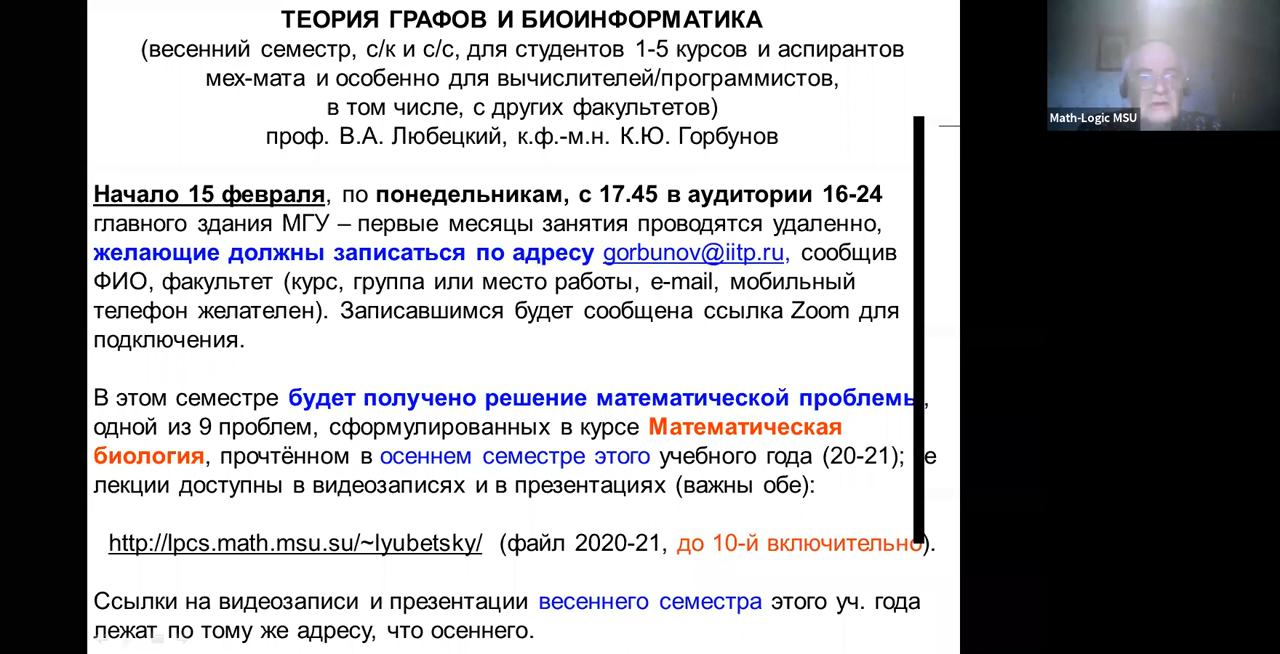 ТЕОРИЯ ГРАФОВ И БИОИНФОРМАТИКА
(весенний семестр, с/к и с/с, для студентов 1-5 курсов и аспирантов
мех-мата и особенно для вычислителей/программистов,
в том числе, с других факультетов)
проф. В.А. Любецкий, к.ф.-м.н. К.Ю. Горбунов
Начало 15 февраля, по понедельникам, с 17.45 в аудитории 16-24
главного здания МГУ – первые месяцы занятия проводятся удаленно,
желающие должны записаться по адресу gorbunov@iitp.ru, сообщив
ФИО, факультет (курс, группа или место работы, e-mail, мобильный
телефон желателен). Записавшимся будет сообщена ссылка Zoom для
подключения.
В этом семестре будет получено решение математической проблемы,
одной из 9 проблем, сформулированных в курсе Математическая
биология, прочтённом в осеннем семестре этого учебного года (20-21);
лекции доступны в видеозаписях и в презентациях (важны обе):
http://lpcs.math.msu.su/~lyubetsky/ (файл 2020-21, до 10-й включительно).
Ссылки на видеозаписи и презентации весеннего семестра этого уч. года
лежат по тому же адресу, что осеннего.
Math-Logic MSU